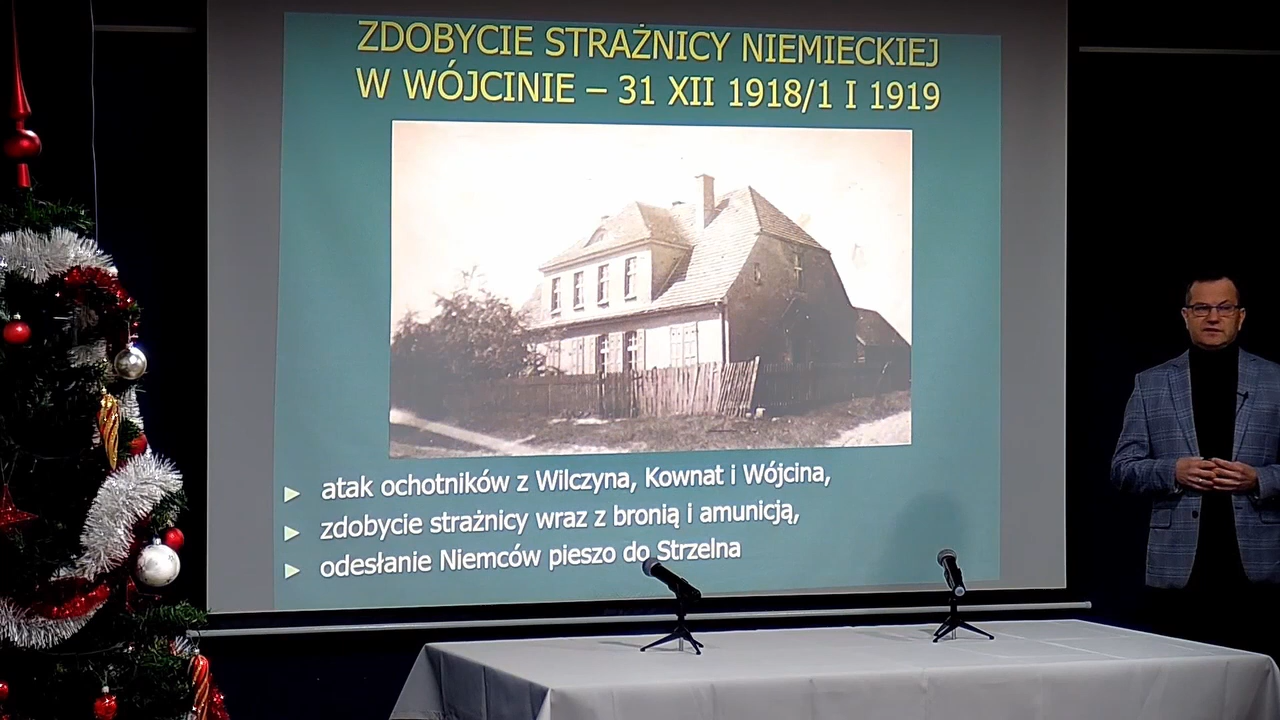 ZDOBYCIE STRAŻNICY NIEMIECKIEJ
W WÓJCINIE – 31 XII 1918/1 I 1919
atak ochotników z Wilczyna, Kownat i Wójcina,
zdobycie strażnicy wraz z bronią i amunicją,
odesłanie Niemców pieszo do Strzelna